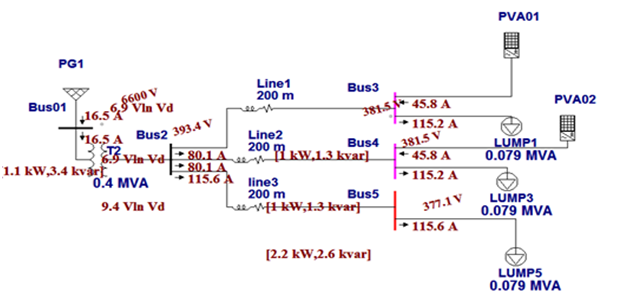 PVA01
PG1
6600 V
Bus01
16.5 A
6.9 Vln Vd
16.5 A
T2
6.9 Vln Vd
1.1 kW,3.4 kvar]
0.4 MVA
9.4 Vln Vd
Bus2
393.4 V
80.1 A
80.1 A
115.6 A
Line1
200 m
Line2
200 m
[1 kW,1.3 kvar]
line3
200 m
[1 kW,1.3 kvar]
[2.2 kW,2.6 kvar]
Bus3
381.5 V
45.8 A
115.2 A
LUMP1
0.079 MVA
PVA02
Bus4
381.5 V
45.8 A
115.2 A
LUMP3
0.079 MVA
Bus5
377.1 V
115.6 A
LUMP5
0.079 MVA